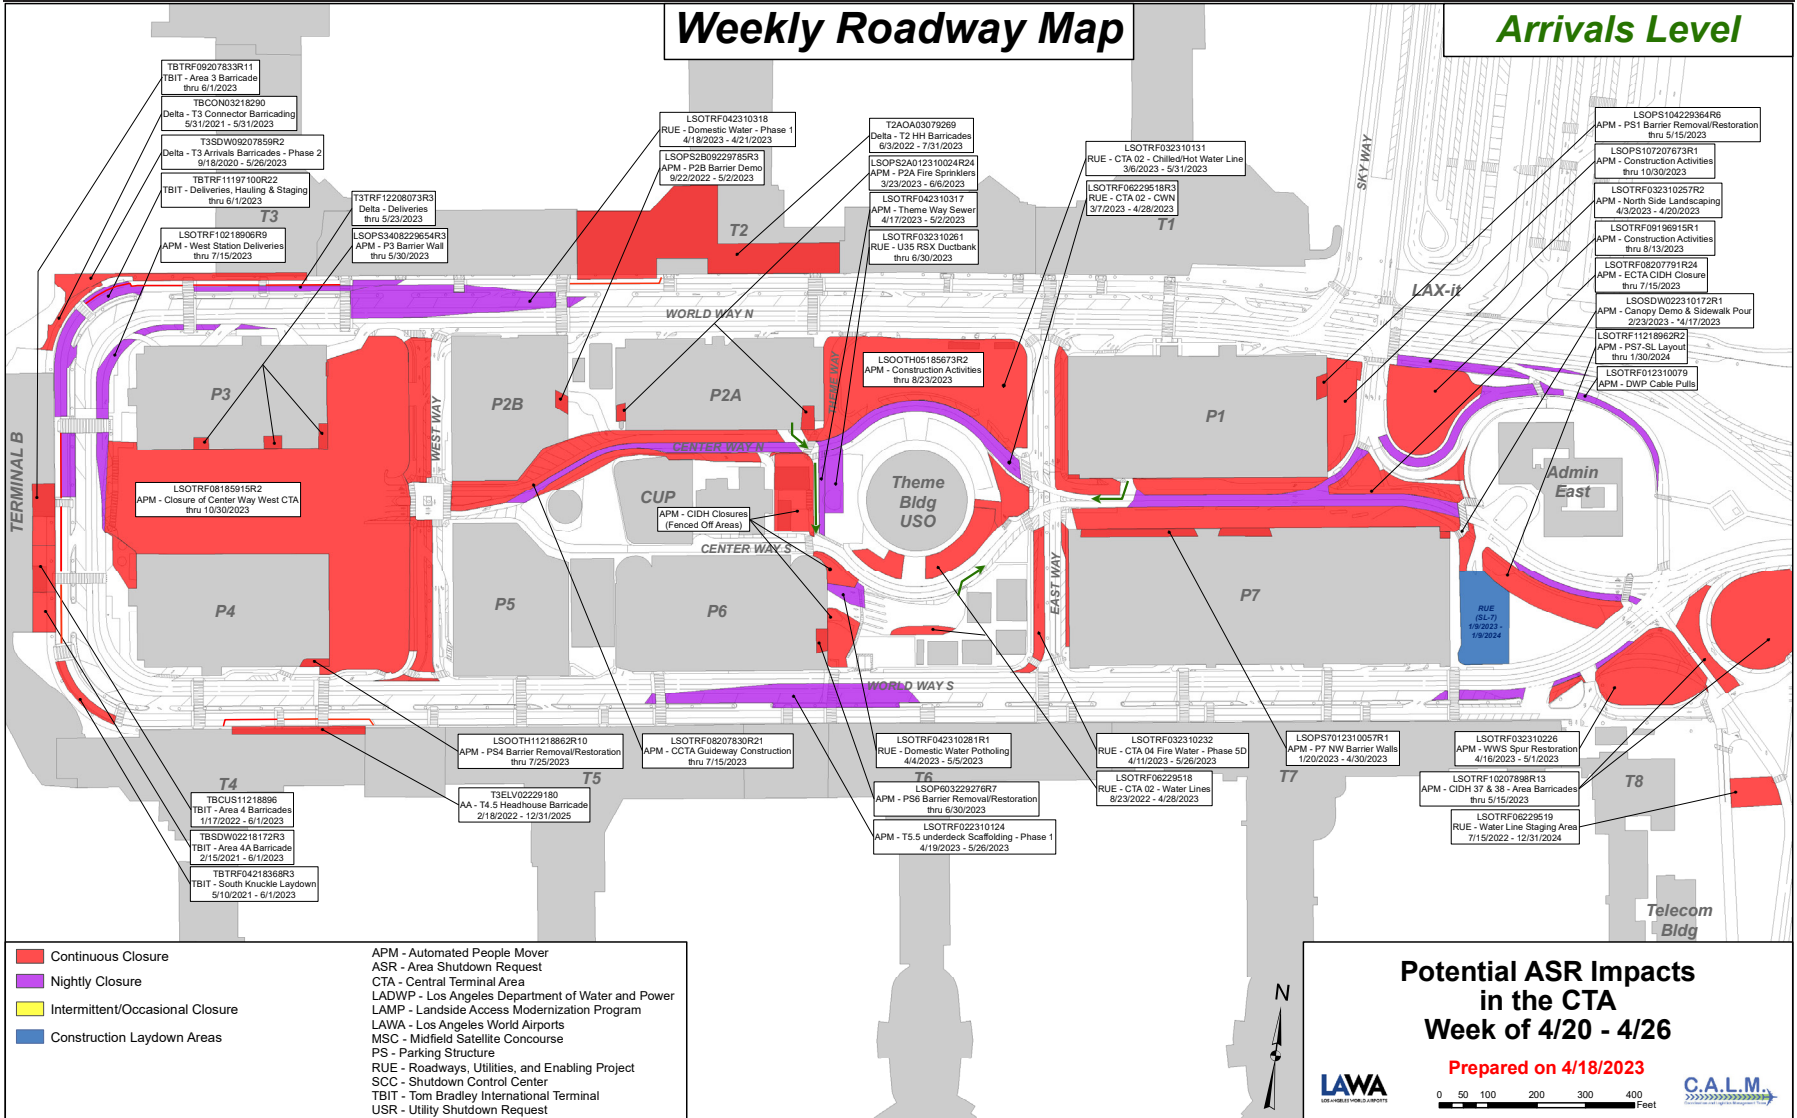 Weekly Roadway Map
Arrivals Level
TBTRF09207833R11
TBIT - Area 3 Barricade
thru 6/1/2023
TBCON03218290
Delta - T3 Connector Barricading
5/31/2021 - 5/31/2023
T3SDW09207859R2
Delta - T3 Arrivals Barricades - Phase 2
9/18/2020 - 5/26/2023
TBTRF11197100R22
TBIT - Deliveries, Hauling & Staging
thru 6/1/2023
LSOTRF10218906R9
APM - West Station Deliveries
thru 7/15/2023
T3TRF12208073R3
Delta - Deliveries
thru 5/23/2023
LSOPS3408229654R3
APM - P3 Barrier Wall
thru 5/30/2023
LSOTRF042310318
RUE - Domestic Water - Phase 1
4/18/2023 - 4/21/2023
LSOPS2B09229785R3
APM - P2B Barrier Demo
9/22/2022 - 5/2/2023
T2AOA03079269
Delta - T2 HH Barricades
6/3/2022 - 7/31/2023
LSOPS2A012310024R24
APM - P2A Fire Sprinklers
3/23/2023 - 6/6/2023
LSOTRF042310317
APM - Theme Way Sewer
4/17/2023 - 5/2/2023
LSOTRF032310261
RUE - U35 RSX Ductbank
thru 6/30/2023
LSOTRF032310131
RUE - CTA 02 - Chilled/Hot Water Line
3/6/2023 - 5/31/2023
LSOTRF06229518R3
RUE - CTA 02 - CWN
3/7/2023 - 4/28/2023
LSOPS104229364R6
APM - PS1 Barrier Removal/Restoration
thru 5/15/2023
LSOPS107207673R1
APM - Construction Activities
thru 10/30/2023
LSOTRF032310257R2
APM - North Side Landscaping
4/3/2023 - 4/20/2023
LSOTRF09196915R1
APM - Construction Activities
thru 8/13/2023
LSOTRF08207791R24
APM - ECTA CIDH Closure
thru 7/15/2023
LSOSDW022310172R1
APM - Canopy Demo & Sidewalk Pour
2/23/2023 - *4/17/2023
LSOTRF11218962R2
APM - PS7-SL Layout
thru 1/30/2024
LSOTRF012310079
APM - DWP Cable Pulls
T3
T2
T1
SKY WAY
LAX-it
WORLD WAY N
P3
P2B
P2A
THEME WAY
LSOOTH05185673R2
APM - Construction Activities
thru 8/23/2023
P1
WEST WAY
CENTER WAY N
TERMINAL B
LSOTRF08185915R2
APM - Closure of Center Way West CTA
thru 10/30/2023
CUP
APM - CIDH Closures
(Fenced Off Areas)
Theme
Bldg
USO
Admin
East
CENTER WAY S
EAST WAY
P4
P5
P6
P7
RUE
(SL-7)
1/9/2023 -
1/9/2024
WORLD WAY S
T4
T5
T6
T7
T8
LSOOTH11218862R10
APM - PS4 Barrier Removal/Restoration
thru 7/25/2023
LSOTRF08207830R21
APM - CCTA Guideway Construction
thru 7/15/2023
LSOTRF042310281R1
RUE - Domestic Water Potholing
4/4/2023 - 5/5/2023
LSOTRF032310232
RUE - CTA 04 Fire Water - Phase 5D
4/11/2023 - 5/26/2023
LSOPS7012310057R1
APM - P7 NW Barrier Walls
1/20/2023 - 4/30/2023
LSOTRF032310226
APM - WWS Spur Restoration
4/16/2023 - 5/1/2023
LSOTRF06229518
RUE - CTA 02 - Water Lines
8/23/2022 - 4/28/2023
LSOTRF10207898R13
APM - CIDH 37 & 38 - Area Barricades
thru 5/15/2023
T3ELV02229180
AA - T4.5 Headhouse Barricade
2/18/2022 - 12/31/2025
LSOP603229276R7
APM - PS6 Barrier Removal/Restoration
thru 6/30/2023
TBCUS11218896
TBIT - Area 4 Barricades
1/17/2022 - 6/1/2023
LSOTRF022310124
APM - T5.5 underdeck Scaffolding - Phase 1
4/19/2023 - 5/26/2023
LSOTRF06229519
RUE - Water Line Staging Area
7/15/2022 - 12/31/2024
TBSDW02218172R3
TBIT - Area 4A Barricade
2/15/2021 - 6/1/2023
TBTRF04218368R3
TBIT - South Knuckle Laydown
5/10/2021 - 6/1/2023
Telecom
Bldg
Continuous Closure
Nightly Closure
Intermittent/Occasional Closure
Construction Laydown Areas
APM - Automated People Mover
ASR - Area Shutdown Request
CTA - Central Terminal Area
LADWP - Los Angeles Department of Water and Power
LAMP - Landside Access Modernization Program
LAWA - Los Angeles World Airports
MSC - Midfield Satellite Concourse
PS - Parking Structure
RUE - Roadways, Utilities, and Enabling Project
SCC - Shutdown Control Center
TBIT - Tom Bradley International Terminal
USR - Utility Shutdown Request
N
Potential ASR Impacts
in the CTA
Week of 4/20 - 4/26
Prepared on 4/18/2023
LAWA
LOS ANGELES WORLD AIRPORTS
0 50 100 200 300 400
Feet
C.A.L.M.